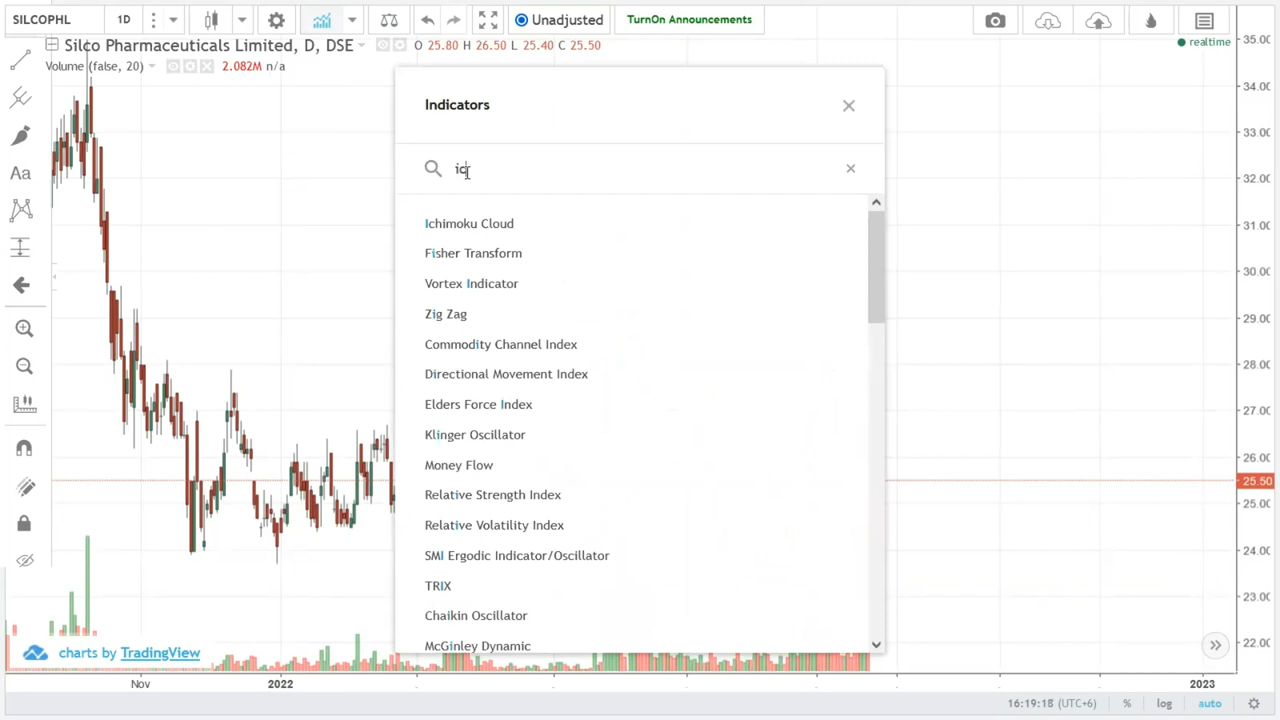 SILCOPHL 1D Unadjusted TurnOn Announcements
Silco Pharmaceuticals Limited, D, DSE O 25.80 H 26.50 L 25.40 C 25.50
realtime
Volume (false, 20) 2.082M n/a
Indicators
ic
Ichimoku Cloud
Fisher Transform
Vortex Indicator
Zig Zag
Commodity Channel Index
Directional Movement Index
Elders Force Index
Klinger Oscillator
Money Flow
Relative Strength Index
Relative Volatility Index
SMI Ergodic Indicator/Oscillator
TRIX
Chaikin Oscillator
McGinley Dynamic
Aa
35.00
34.00
33.00
32.00
31.00
30.00
29.00
28.00
27.00
26.00
25.50
25.00
24.00
23.00
22.00
charts by TradingView
Nov 2022 2023
16:19:18 (UTC+6) % log auto